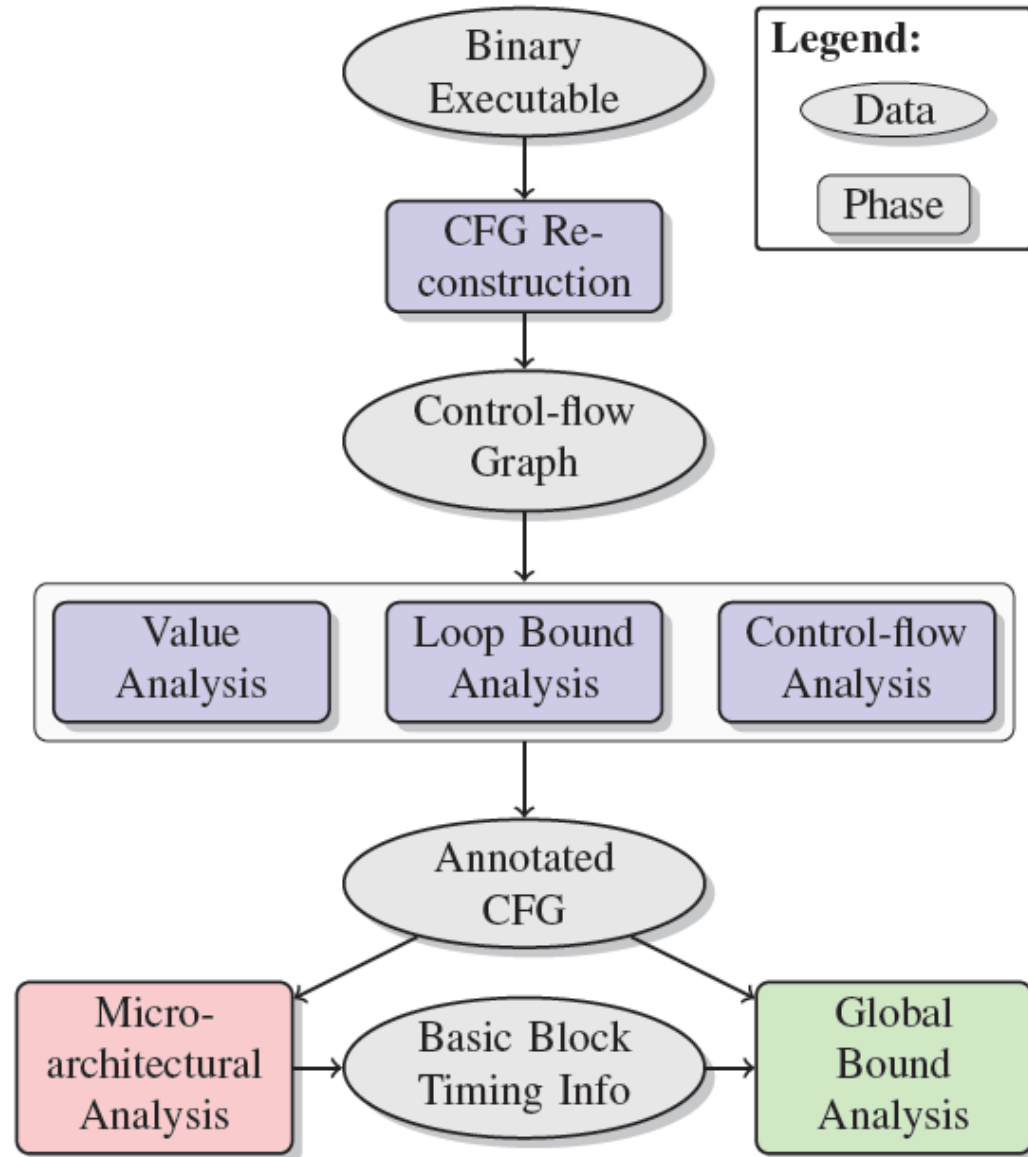 Binary
Executable
Legend:
Data
Phase
CFG Re-
construction
Control-flow
Graph
Value
Analysis
Loop Bound
Analysis
Control-flow
Analysis
Annotated
CFG
Micro-
architectural
Analysis
Basic Block
Timing Info
Global
Bound
Analysis